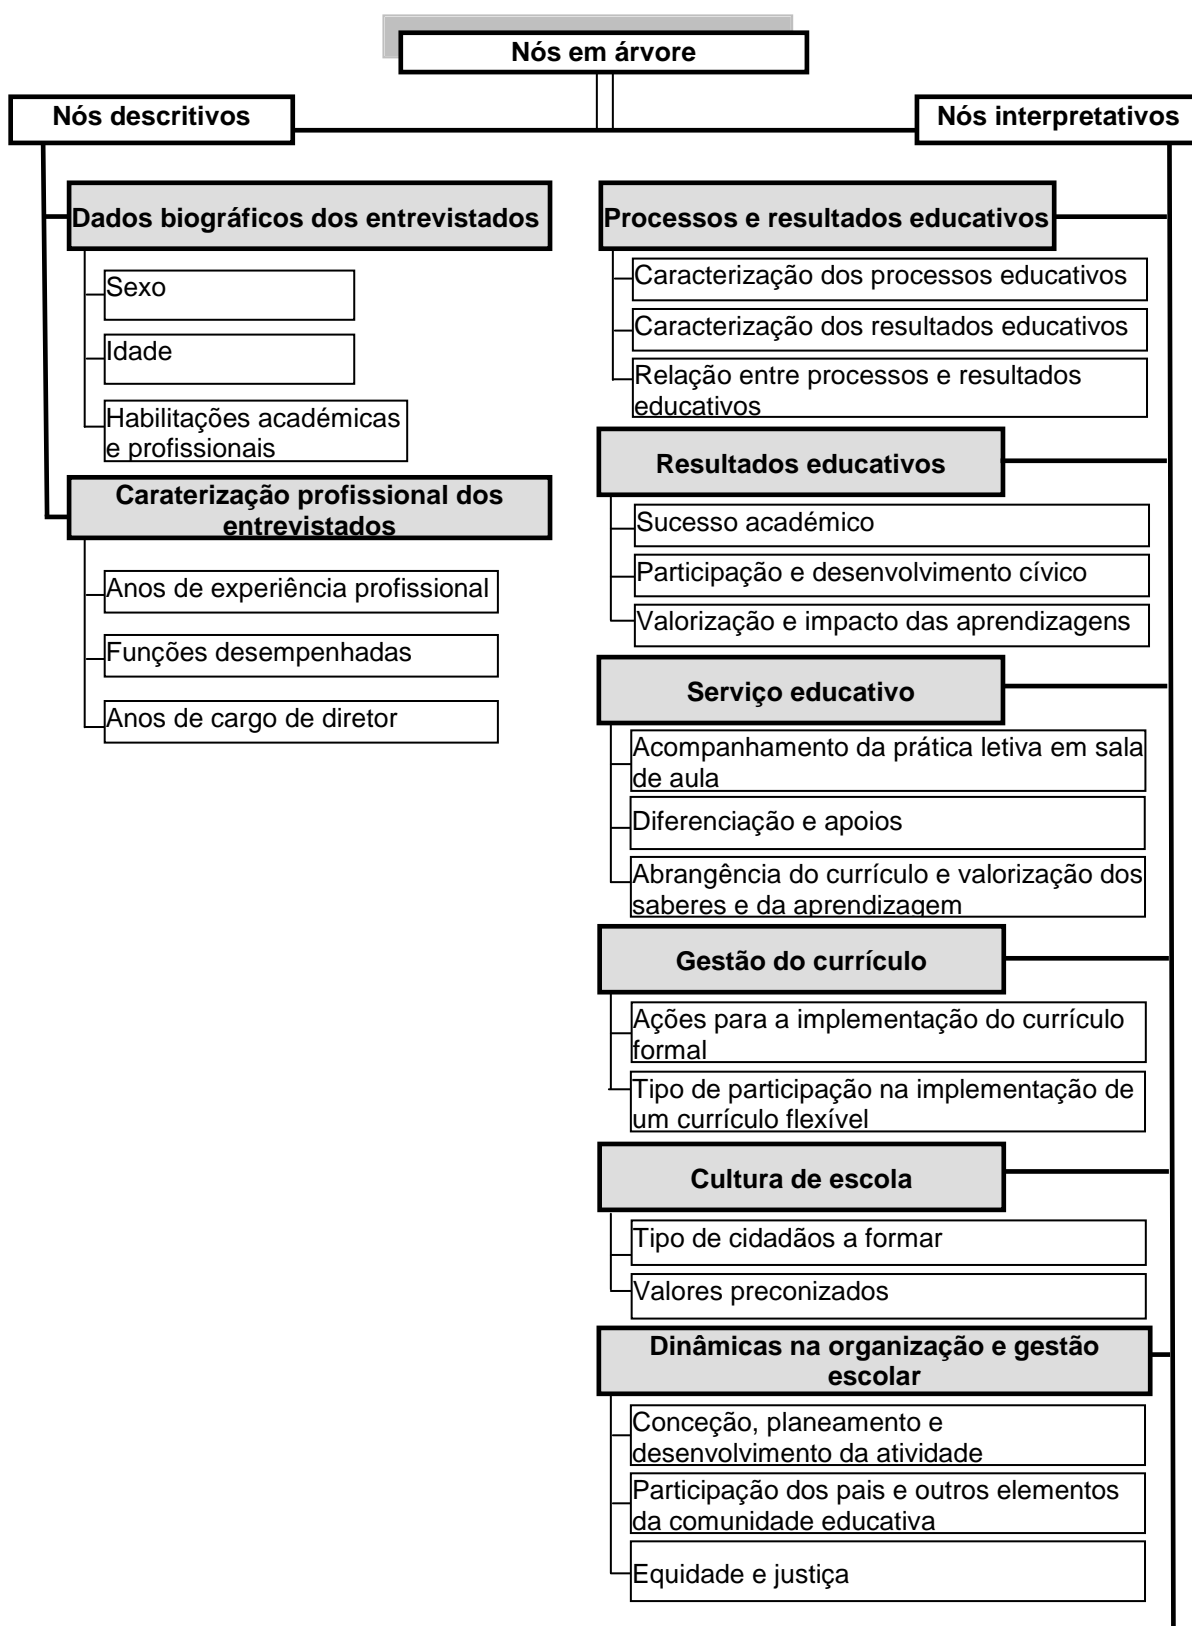 Nós em árvore
Nós descritivos
Nós interpretativos
Dados biográficos dos entrevistados
Sexo
Idade
Habilitações académicas
e profissionais
Caraterização profissional dos
entrevistados
Anos de experiência profissional
Funções desempenhadas
Anos de cargo de diretor
Processos e resultados educativos
Caracterização dos processos educativos
Caracterização dos resultados educativos
Relação entre processos e resultados
educativos
Resultados educativos
Sucesso académico
Participação e desenvolvimento cívico
Valorização e impacto das aprendizagens
Serviço educativo
Acompanhamento da prática letiva em sala
de aula
Diferenciação e apoios
Abrangência do currículo e valorização dos
saberes e da aprendizagem
Gestão do currículo
Ações para a implementação do currículo
formal
Tipo de participação na implementação de
um currículo flexível
Cultura de escola
Tipo de cidadãos a formar
Valores preconizados
Dinâmicas na organização e gestão
escolar
Conceção, planeamento e
desenvolvimento da atividade
Participação dos pais e outros elementos
da comunidade educativa
Equidade e justiça